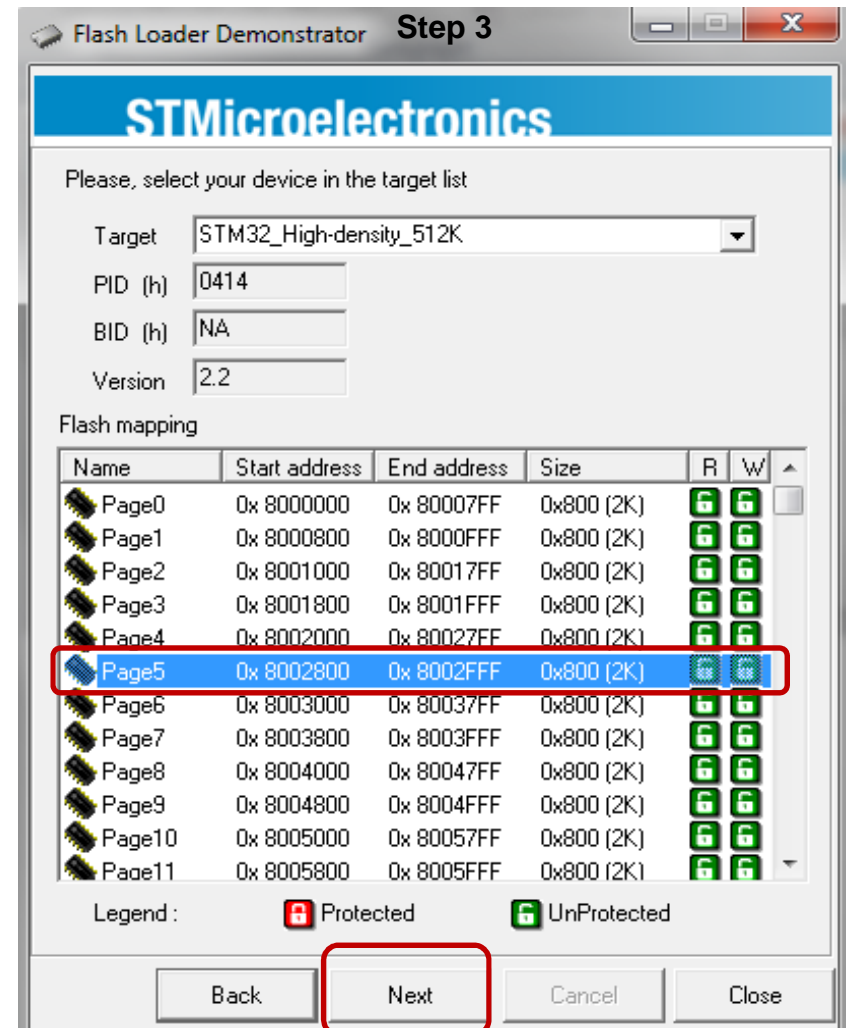 Flash Loader Demonstrator Step 3
STMicroelectronics
Please, select your device in the target list
Target STM32_High-density_512K
PID (h) 0414
BID (h) NA
Version 2.2
Flash mapping
Name Start address End address Size R W
Page0 0x 8000000 0x 80007FF 0x800 (2K)
Page1 0x 8000800 0x 8000FFF 0x800 (2K)
Page2 0x 8001000 0x 80017FF 0x800 (2K)
Page3 0x 8001800 0x 8001FFF 0x800 (2K)
Page4 0x 8002000 0x 80027FF 0x800 (2K)
Page5 0x 8002800 0x 8002FFF 0x800 (2K)
Page6 0x 8003000 0x 80037FF 0x800 (2K)
Page7 0x 8003800 0x 8003FFF 0x800 (2K)
Page8 0x 8004000 0x 80047FF 0x800 (2K)
Page9 0x 8004800 0x 8004FFF 0x800 (2K)
Page10 0x 8005000 0x 80057FF 0x800 (2K)
Page11 0x 8005800 0x 8005FFF 0x800 (2K)
Legend : Protected UnProtected
Back Next Cancel Close